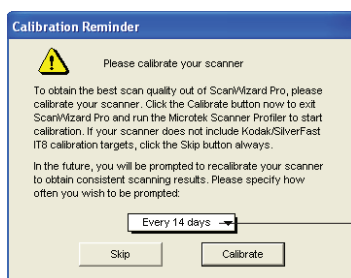 Calibration Reminder
Please calibrate your scanner
To obtain the best scan quality out of ScanWizard Pro, please
calibrate your scanner. Click the Calibrate button now to exit
ScanWizard Pro and run the Microtek Scanner Profiler to start
calibration. If your scanner does not include Kodak/SilverFast
IT8 calibration targets, click the Skip button always.
In the future, you will be prompted to recalibrate your scanner
to obtain consistent scanning results. Please specify how
often you wish to be prompted:
Every 14 days
Skip Calibrate